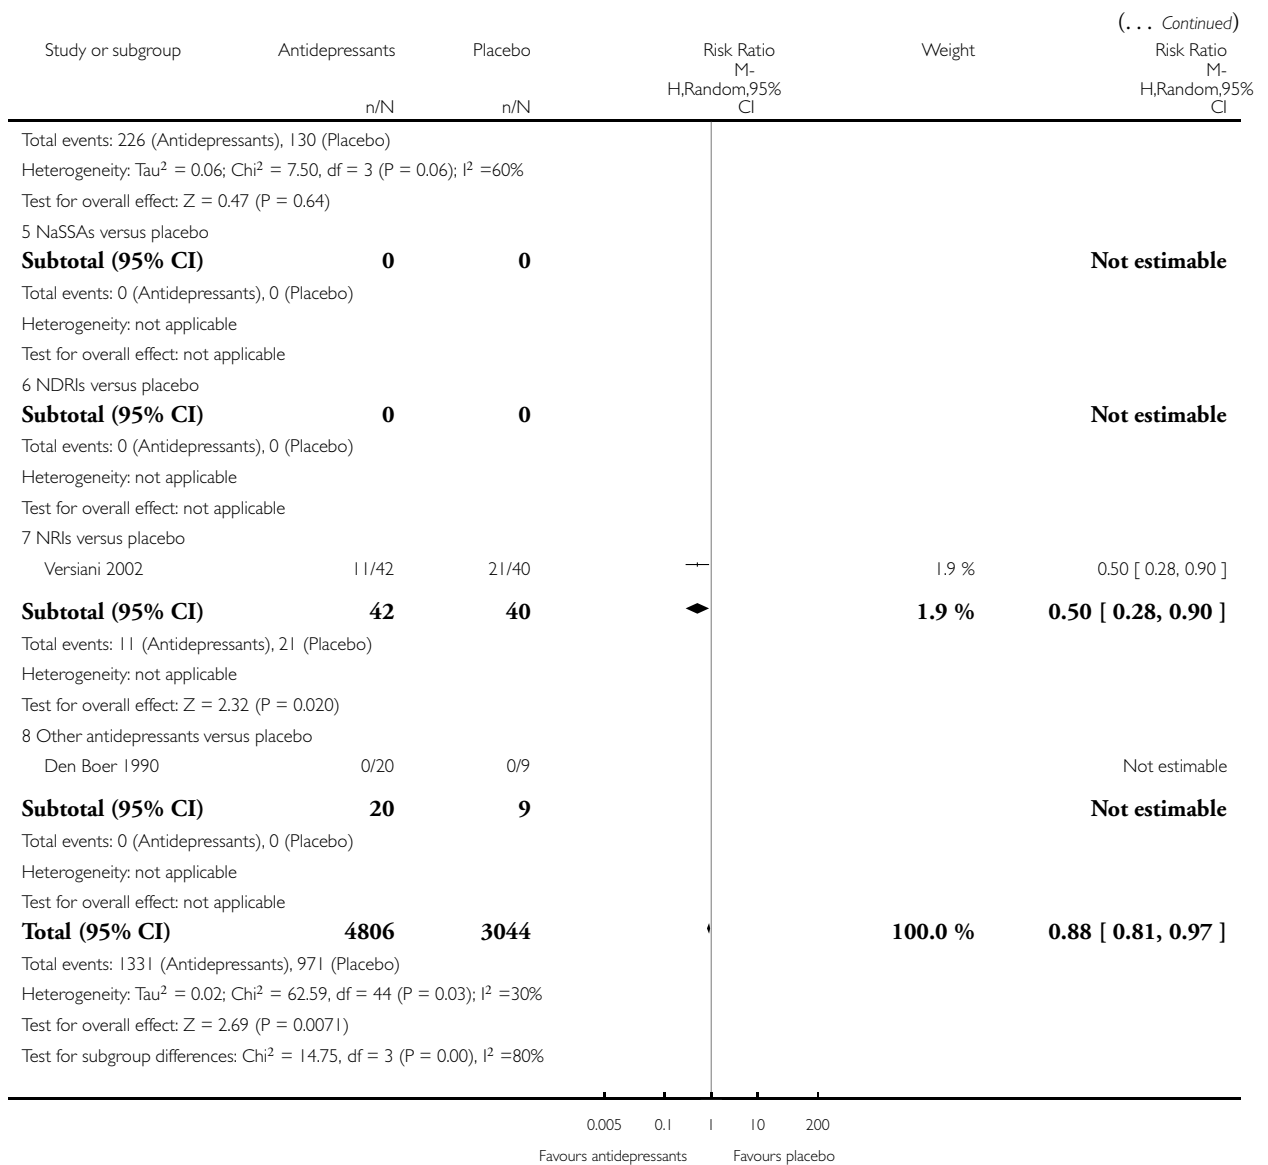 (... Continued)
Study or subgroup Antidepressants Placebo Risk Ratio Weight Risk Ratio
M- M-
H,Random,95% H,Random,95%
n/N n/N CI CI
Total events: 226 (Antidepressants), 130 (Placebo)
Heterogeneity: Tau² = 0.06; Chi² = 7.50, df = 3 (P = 0.06); I² =60%
Test for overall effect: Z = 0.47 (P = 0.64)
5 NaSSAs versus placebo
Subtotal (95% CI) 0 0 Not estimable
Total events: 0 (Antidepressants), 0 (Placebo)
Heterogeneity: not applicable
Test for overall effect: not applicable
6 NDRIs versus placebo
Subtotal (95% CI) 0 0 Not estimable
Total events: 0 (Antidepressants), 0 (Placebo)
Heterogeneity: not applicable
Test for overall effect: not applicable
7 NRIs versus placebo
Versiani 2002 11/42 21/40 1.9 % 0.50 [ 0.28, 0.90 ]
Subtotal (95% CI) 42 40 1.9 % 0.50 [ 0.28, 0.90 ]
Total events: 11 (Antidepressants), 21 (Placebo)
Heterogeneity: not applicable
Test for overall effect: Z = 2.32 (P = 0.020)
8 Other antidepressants versus placebo
Den Boer 1990 0/20 0/9 Not estimable
Subtotal (95% CI) 20 9 Not estimable
Total events: 0 (Antidepressants), 0 (Placebo)
Heterogeneity: not applicable
Test for overall effect: not applicable
Total (95% CI) 4806 3044 100.0 % 0.88 [ 0.81, 0.97 ]
Total events: 1331 (Antidepressants), 971 (Placebo)
Heterogeneity: Tau² = 0.02; Chi² = 62.59, df = 44 (P = 0.03); I² =30%
Test for overall effect: Z = 2.69 (P = 0.0071)
Test for subgroup differences: Chi² = 14.75, df = 3 (P = 0.00), I² =80%
0.005 0.1 1 10 200
Favours antidepressants Favours placebo